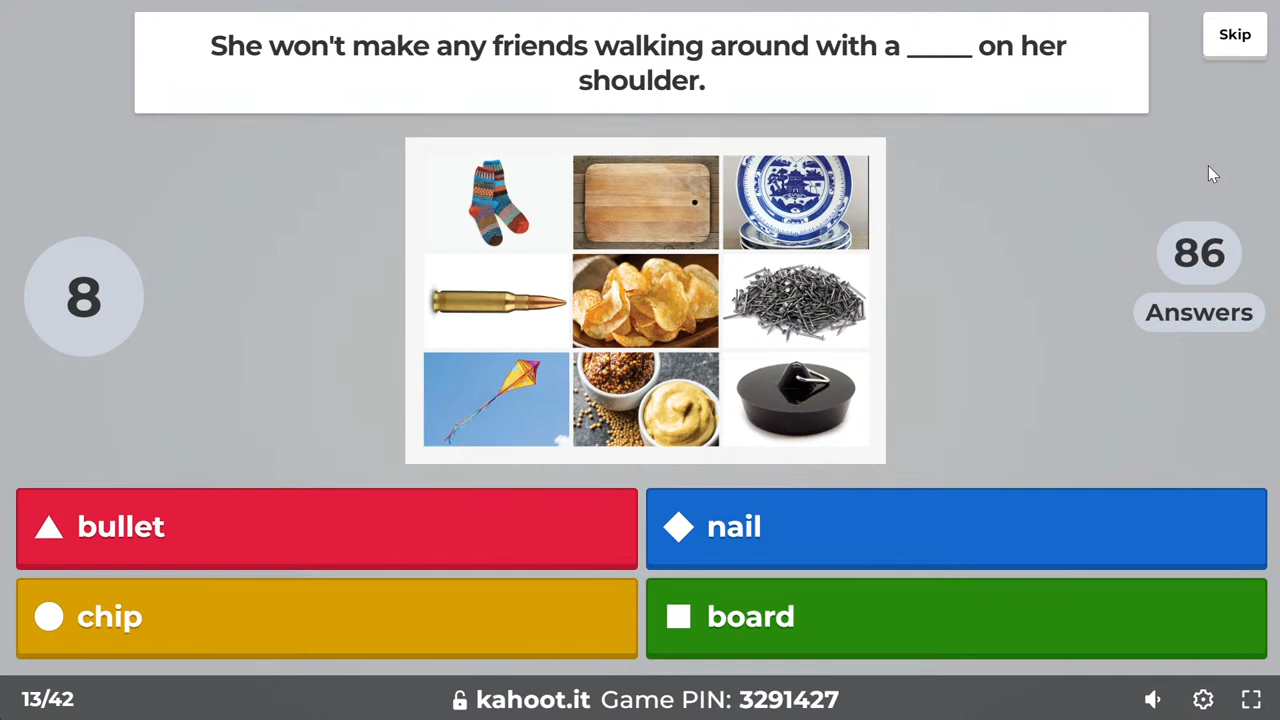 She won't make any friends walking around with a _____ on her
shoulder.
Skip
8
86
Answers
bullet
nail
chip
board
13/42
kahoot.it Game PIN: 3291427